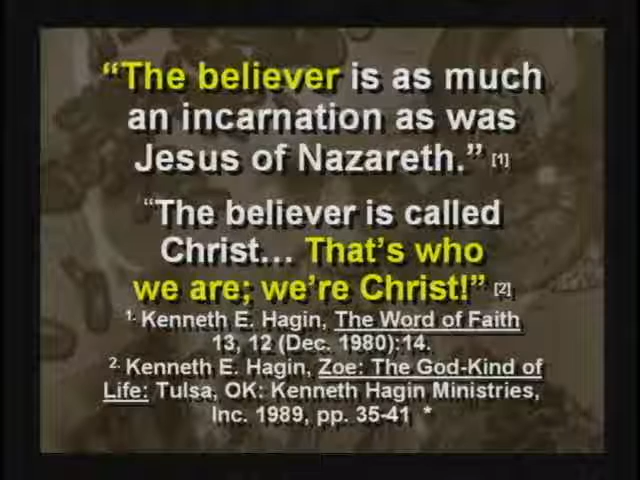 “The believer is as much
an incarnation as was
Jesus of Nazareth.” [1]
“The believer is called
Christ... That’s who
we are; we’re Christ!” [2]
1. Kenneth E. Hagin, The Word of Faith
13, 12 (Dec. 1980):14.
2. Kenneth E. Hagin, Zoe: The God-Kind of
Life: Tulsa, OK: Kenneth Hagin Ministries,
Inc. 1989, pp. 35-41 *